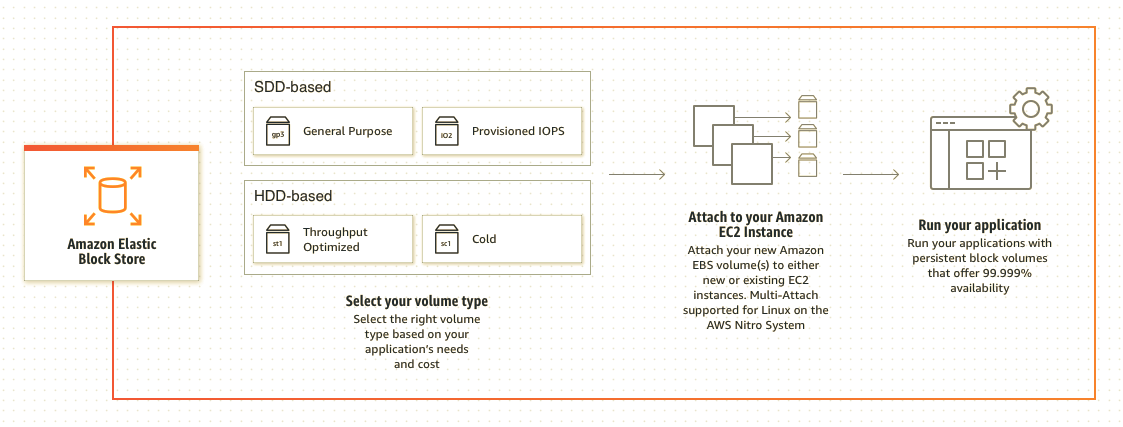 Amazon Elastic
Block Store
SDD-based
gp3
General Purpose
IO2
Provisioned IOPS
HDD-based
st1
Throughput
Optimized
sc1
Cold
Select your volume type
Select the right volume
type based on your
application's needs
and cost
Attach to your Amazon
EC2 Instance
Attach your new Amazon
EBS volume(s) to either
new or existing EC2
instances. Multi-Attach
supported for Linux on the
AWS Nitro System
Run your application
Run your applications with
persistent block volumes
that offer 99.999%
availability